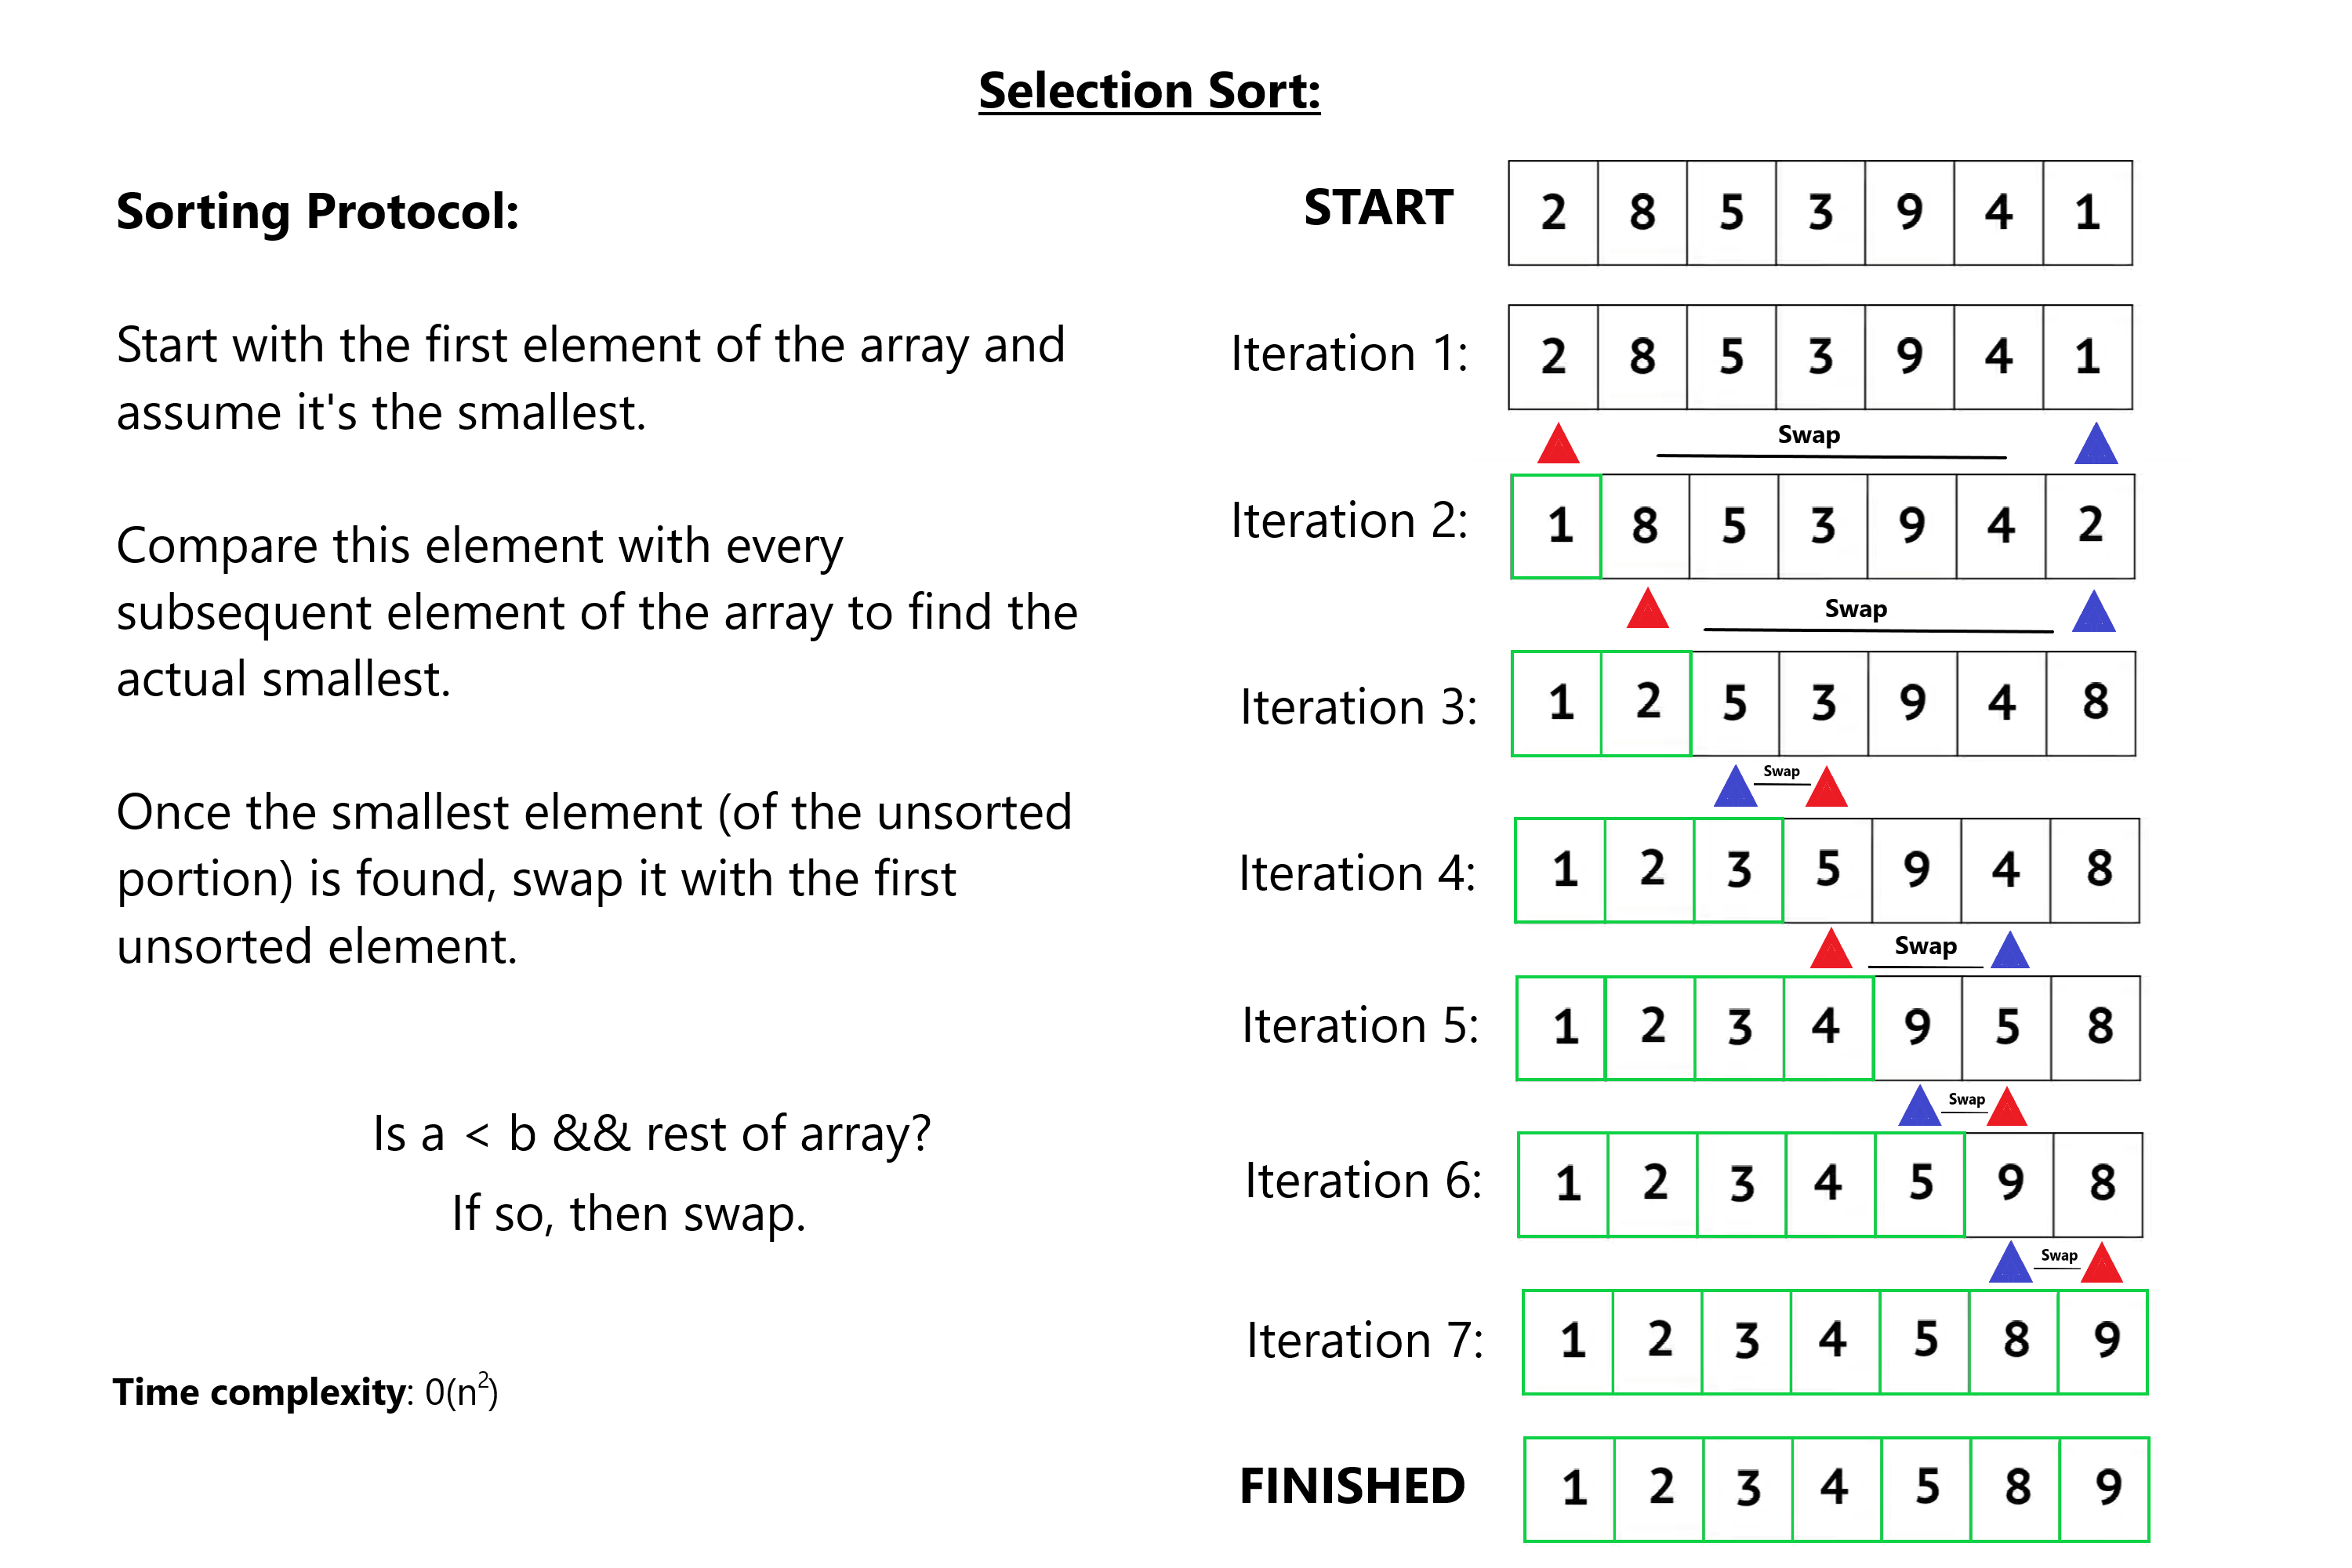 Selection Sort:
Sorting Protocol:
Start with the first element of the array and
assume it's the smallest.
Compare this element with every
subsequent element of the array to find the
actual smallest.
Once the smallest element (of the unsorted
portion) is found, swap it with the first
unsorted element.
Is a < b && rest of array?
If so, then swap.
Time complexity: 0(n²)
START 2 8 5 3 9 4 1
Iteration 1: 2 8 5 3 9 4 1
Swap
Iteration 2: 1 8 5 3 9 4 2
Swap
Iteration 3: 1 2 5 3 9 4 8
Swap
Iteration 4: 1 2 3 5 9 4 8
Swap
Iteration 5: 1 2 3 4 9 5 8
Swap
Iteration 6: 1 2 3 4 5 9 8
Swap
Iteration 7: 1 2 3 4 5 8 9
FINISHED 1 2 3 4 5 8 9